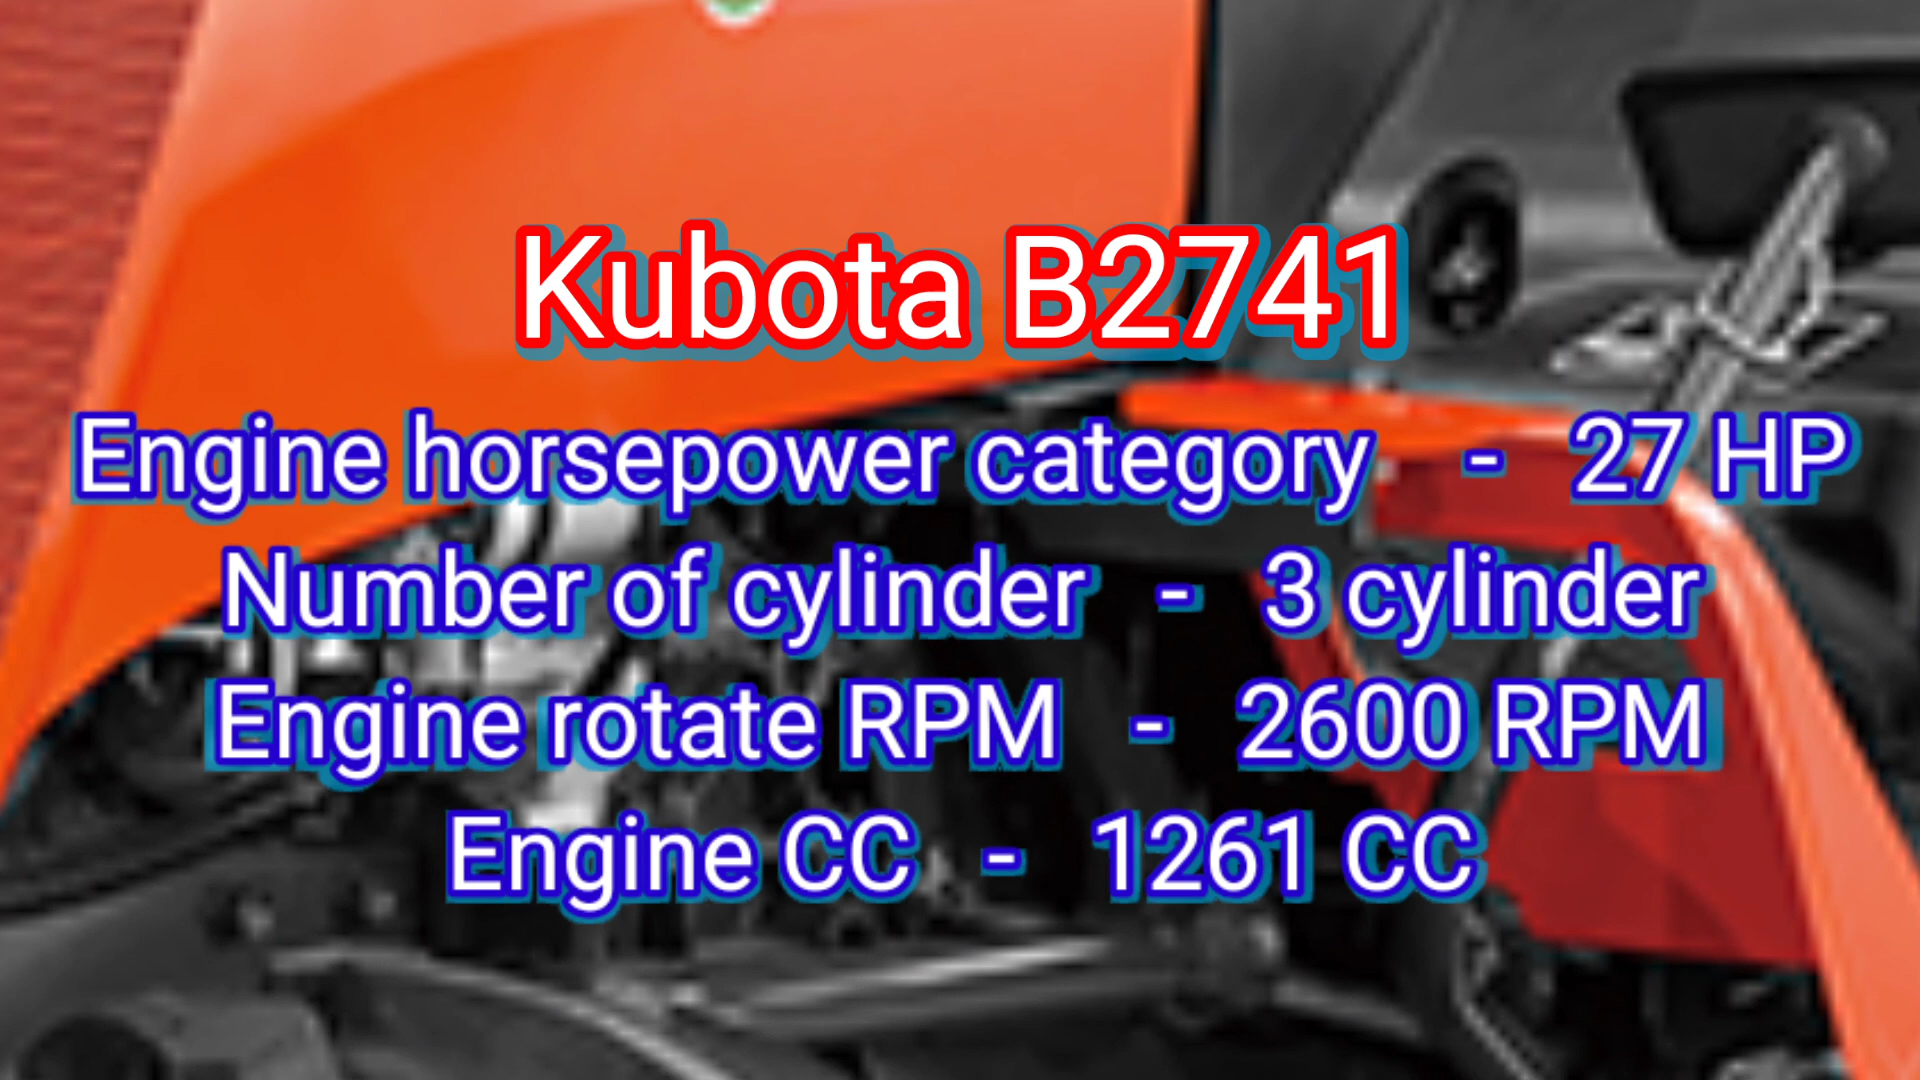 Kubota B2741
Engine horsepower category - 27 HP
Number of cylinder - 3 cylinder
Engine rotate RPM - 2600 RPM
Engine CC - 1261 CC